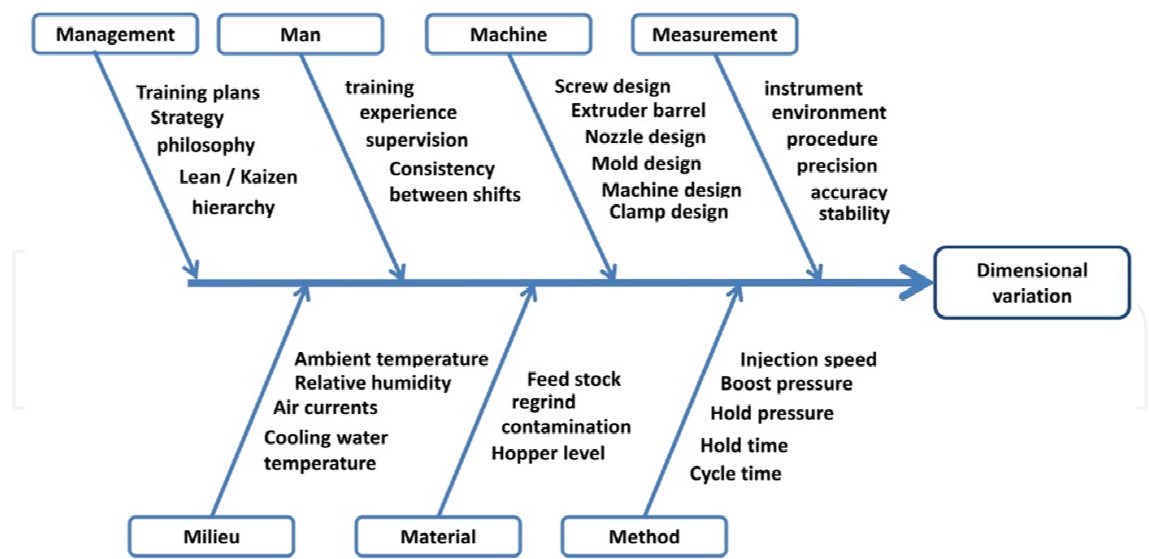 Management
Man
Machine
Measurement
Training plans
Strategy
philosophy
Lean / Kaizen
hierarchy
training
experience
supervision
Consistency
between shifts
Screw design
Extruder barrel
Nozzle design
Mold design
Machine design
Clamp design
instrument
environment
procedure
precision
accuracy
stability
Dimensional
variation
Ambient temperature
Relative humidity
Air currents
Cooling water
temperature
Feed stock
regrind
contamination
Hopper level
Injection speed
Boost pressure
Hold pressure
Hold time
Cycle time
Milieu
Material
Method